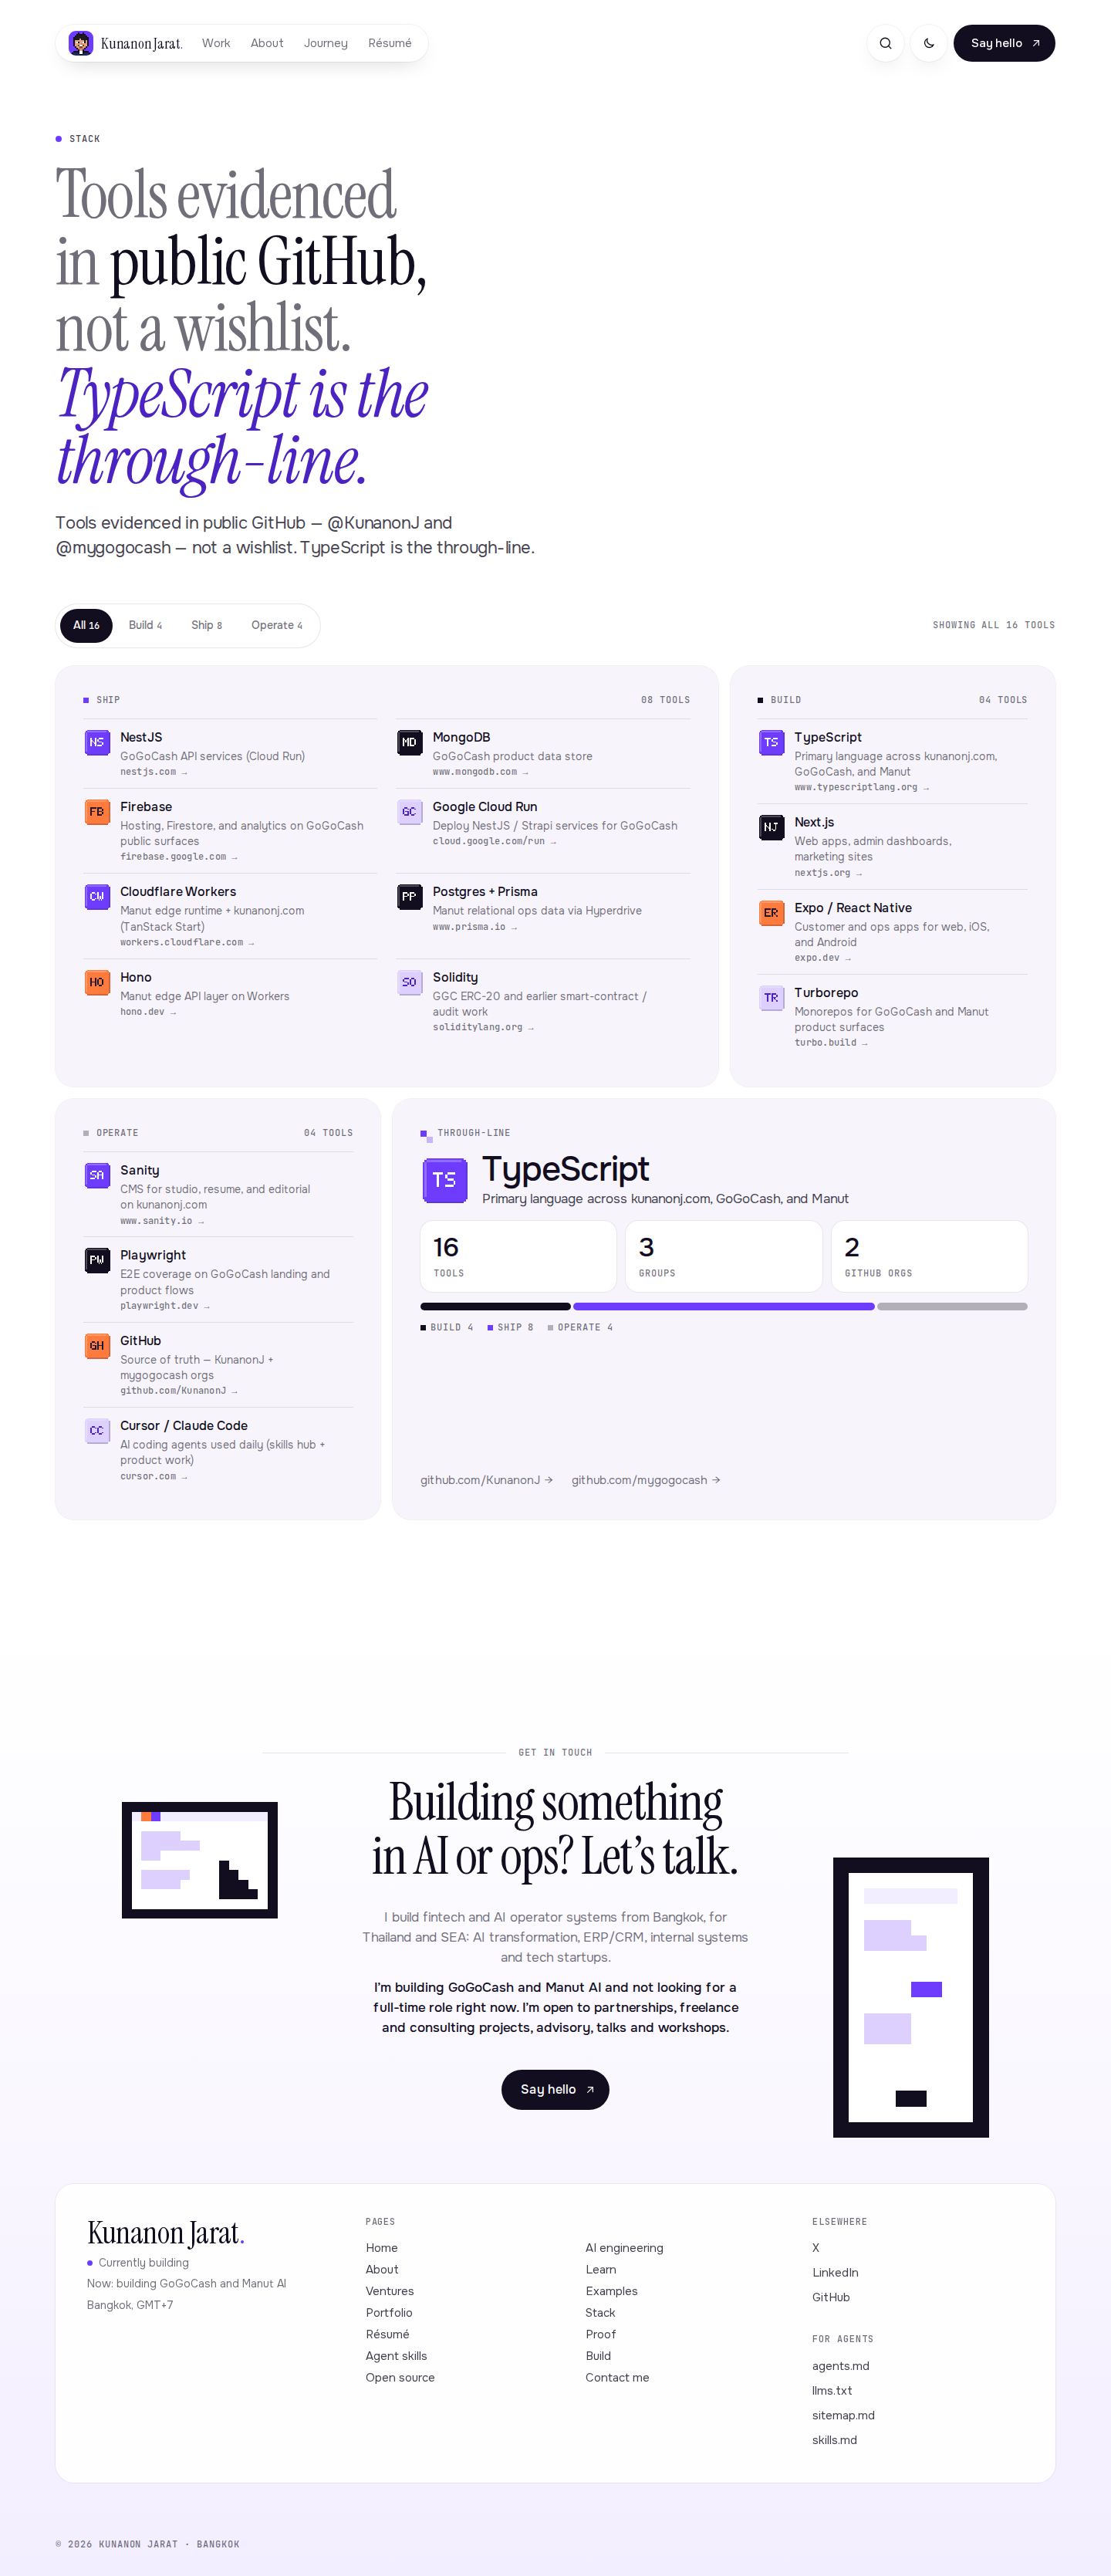 Kunanon Jarat.
Work
About
Journey
Résumé
Say hello
STACK
Tools evidenced
in public GitHub,
not a wishlist.
TypeScript is the
through-line.
Tools evidenced in public GitHub — @KunanonJ and
@mygogocash — not a wishlist. TypeScript is the through-line.
All 16
Build 4
Ship 8
Operate 4
SHOWING ALL 16 TOOLS
SHIP
08 TOOLS
NS
NestJS
GoGoCash API services (Cloud Run)
nestjs.com →
MD
MongoDB
GoGoCash product data store
www.mongodb.com →
FB
Firebase
Hosting, Firestore, and analytics on GoGoCash
public surfaces
firebase.google.com →
GC
Google Cloud Run
Deploy NestJS / Strapi services for GoGoCash
cloud.google.com/run →
CW
Cloudflare Workers
Manut edge runtime + kunanonj.com
(TanStack Start)
workers.cloudflare.com →
PP
Postgres + Prisma
Manut relational ops data via Hyperdrive
www.prisma.io →
HO
Hono
Manut edge API layer on Workers
hono.dev →
SO
Solidity
GGC ERC-20 and earlier smart-contract /
audit work
soliditylang.org →
BUILD
04 TOOLS
TS
TypeScript
Primary language across kunanonj.com,
GoGoCash, and Manut
www.typescriptlang.org →
NJ
Next.js
Web apps, admin dashboards,
marketing sites
nextjs.org →
ER
Expo / React Native
Customer and ops apps for web, iOS,
and Android
expo.dev →
TR
Turborepo
Monorepos for GoGoCash and Manut
product surfaces
turbo.build →
OPERATE
04 TOOLS
SA
Sanity
CMS for studio, resume, and editorial
on kunanonj.com
www.sanity.io →
PW
Playwright
E2E coverage on GoGoCash landing and
product flows
playwright.dev →
GH
GitHub
Source of truth — KunanonJ +
mygogocash orgs
github.com/KunanonJ →
CC
Cursor / Claude Code
AI coding agents used daily (skills hub +
product work)
cursor.com →
THROUGH-LINE
TS
TypeScript
Primary language across kunanonj.com, GoGoCash, and Manut
16
TOOLS
3
GROUPS
2
GITHUB ORGS
BUILD 4
SHIP 8
OPERATE 4
github.com/KunanonJ →
github.com/mygogocash →
GET IN TOUCH
Building something
in AI or ops? Let’s talk.
I build fintech and AI operator systems from Bangkok, for
Thailand and SEA: AI transformation, ERP/CRM, internal systems
and tech startups.
I’m building GoGoCash and Manut AI and not looking for a
full-time role right now. I’m open to partnerships, freelance
and consulting projects, advisory, talks and workshops.
Say hello
Kunanon Jarat.
Currently building
Now: building GoGoCash and Manut AI
Bangkok, GMT+7
PAGES
Home
About
Ventures
Portfolio
Résumé
Agent skills
Open source
AI engineering
Learn
Examples
Stack
Proof
Build
Contact me
ELSEWHERE
X
LinkedIn
GitHub
FOR AGENTS
agents.md
llms.txt
sitemap.md
skills.md
© 2026 KUNANON JARAT · BANGKOK